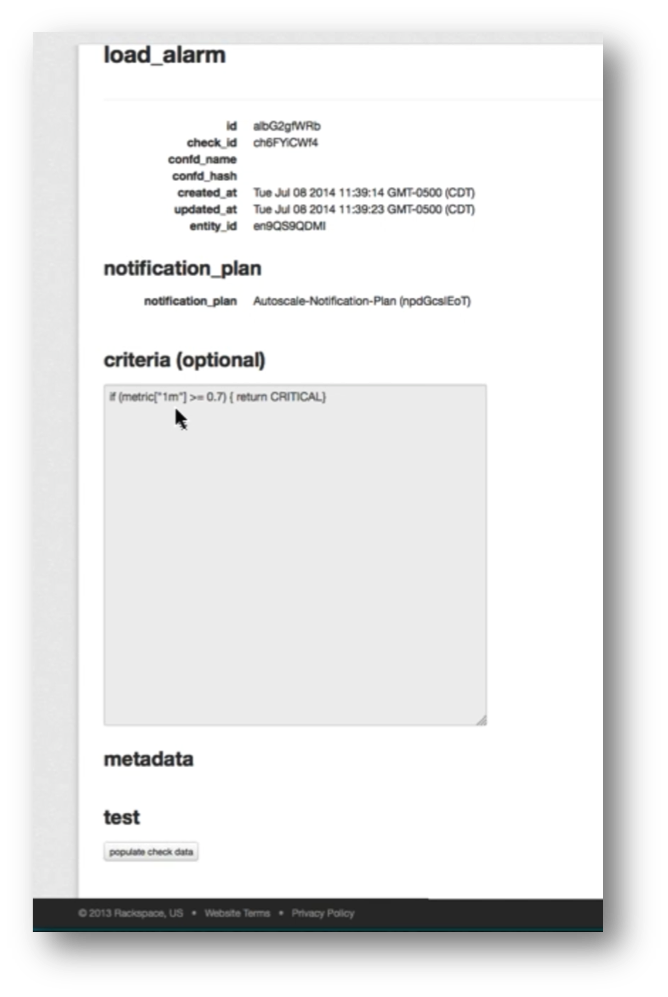 load_alarm
id albG2gfWRb
check_id ch6FYiCWf4
confd_name
confd_hash
created_at Tue Jul 08 2014 11:39:14 GMT-0500 (CDT)
updated_at Tue Jul 08 2014 11:39:23 GMT-0500 (CDT)
entity_id en9QS9QDMI
notification_plan
notification_plan Autoscale-Notification-Plan (npdGcslEoT)
criteria (optional)
if (metric["1m"] >= 0.7) { return CRITICAL}
metadata
test
populate check data
© 2013 Rackspace, US • Website Terms • Privacy Policy